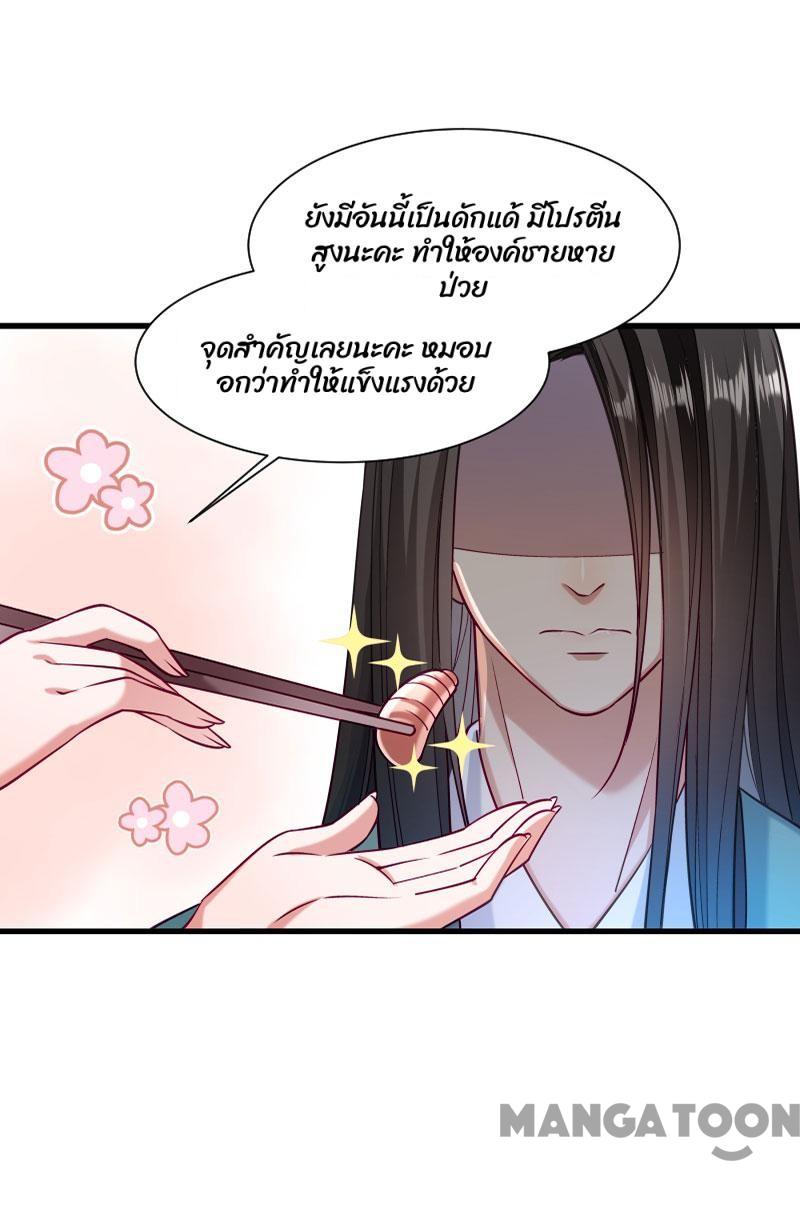 ยังมีอันนี้เป็นดักแด้ มีโปรตีน
สูงนะคะ ทำให้องค์ชายหาย
ป่วย
จุดสำคัญเลยนะคะ หมอบ
อกว่าทำให้แข็งแรงด้วย
MANGATOON